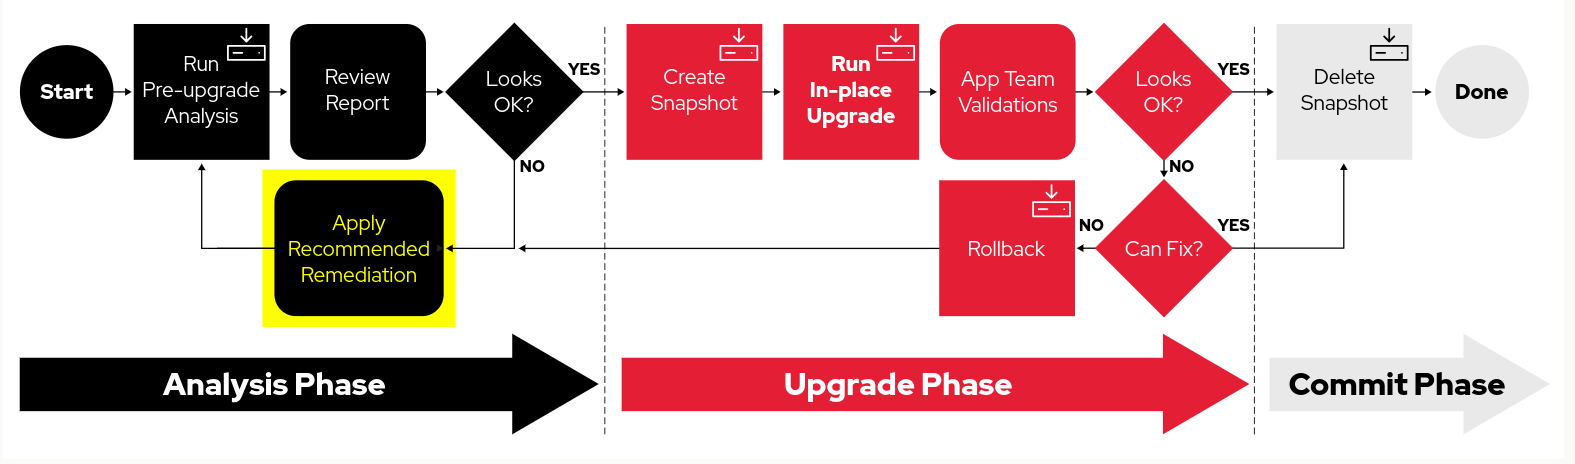 Start
Run
Pre-upgrade
Analysis
Review
Report
Looks
OK?
YES
NO
Apply
Recommended
Remediation
Create
Snapshot
Run
In-place
Upgrade
App Team
Validations
Looks
OK?
YES
NO
Can Fix?
YES
NO
Rollback
Delete
Snapshot
Done
Analysis Phase
Upgrade Phase
Commit Phase